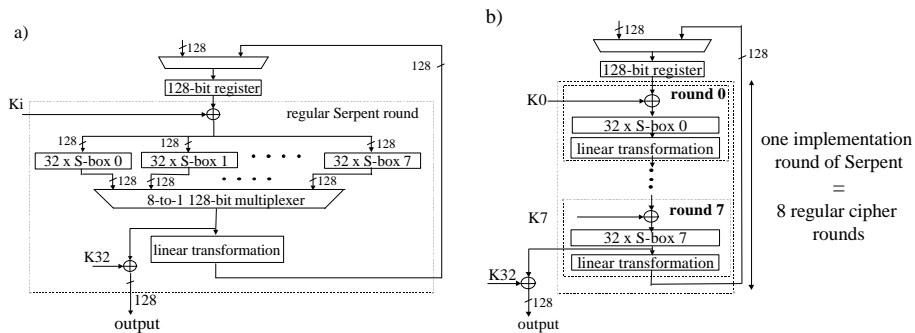 a)
128
128
128-bit register
Ki
regular Serpent round
128
128
128
32 x S-box 0
32 x S-box 1
32 x S-box 7
128
128
128
8-to-1 128-bit multiplexer
linear transformation
K32
128
output
b)
128
128
128-bit register
K0
round 0
32 x S-box 0
linear transformation
K7
round 7
32 x S-box 7
linear transformation
K32
128
output
one implementation
round of Serpent
=
8 regular cipher
rounds